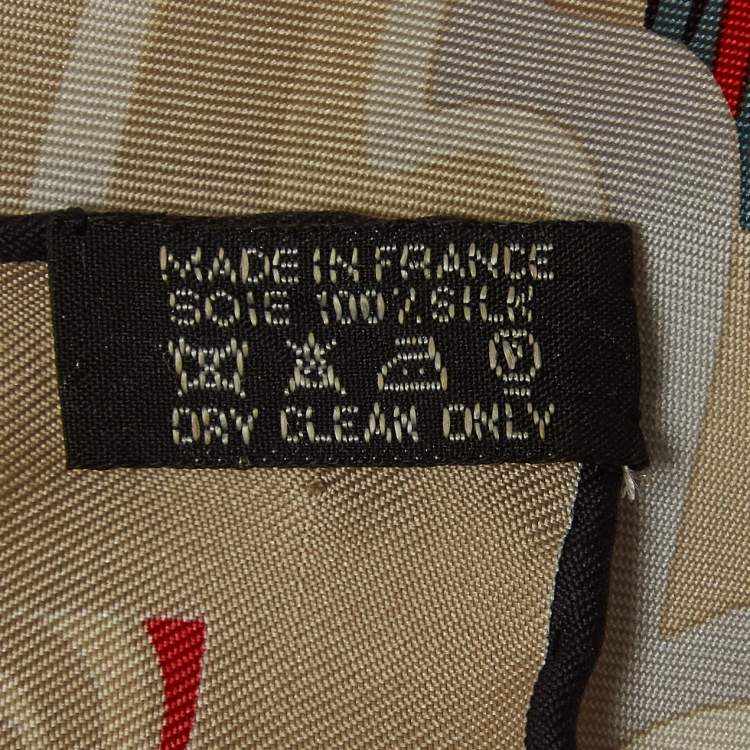 MADE IN FRANCE
SOIE 100% SILK
DRY CLEAN ONLY